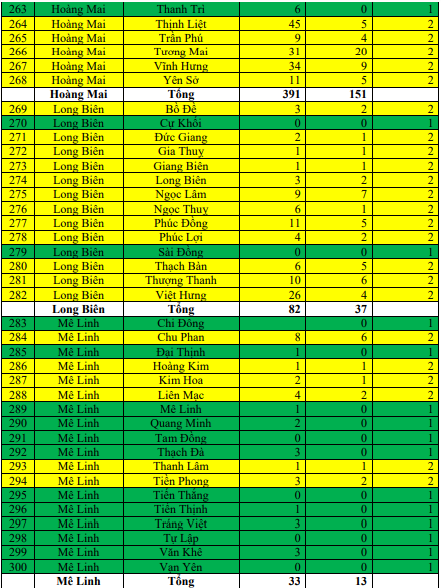 263 Hoàng Mai Thanh Trì 6 0 1
264 Hoàng Mai Thịnh Liệt 45 5 2
265 Hoàng Mai Trần Phú 9 4 2
266 Hoàng Mai Tương Mai 31 20 2
267 Hoàng Mai Vĩnh Hưng 34 9 2
268 Hoàng Mai Yên Sở 11 5 2
Hoàng Mai Tổng 391 151
269 Long Biên Bồ Đề 3 2 2
270 Long Biên Cự Khối 0 0 1
271 Long Biên Đức Giang 2 1 2
272 Long Biên Gia Thuỵ 1 1 2
273 Long Biên Giang Biên 1 1 2
274 Long Biên Long Biên 3 2 2
275 Long Biên Ngọc Lâm 9 7 2
276 Long Biên Ngọc Thuỵ 6 1 2
277 Long Biên Phúc Đồng 11 5 2
278 Long Biên Phúc Lợi 4 2 2
279 Long Biên Sài Đồng 0 0 1
280 Long Biên Thạch Bàn 6 5 2
281 Long Biên Thượng Thanh 10 6 2
282 Long Biên Việt Hưng 26 4 2
Long Biên Tổng 82 37
283 Mê Linh Chi Đông 0 1
284 Mê Linh Chu Phan 8 6 2
285 Mê Linh Đại Thịnh 1 0 1
286 Mê Linh Hoàng Kim 1 1 2
287 Mê Linh Kim Hoa 2 1 2
288 Mê Linh Liên Mạc 4 2 2
289 Mê Linh Mê Linh 1 0 1
290 Mê Linh Quang Minh 2 0 1
291 Mê Linh Tam Đồng 0 0 1
292 Mê Linh Thạch Đà 3 0 1
293 Mê Linh Thanh Lâm 1 1 2
294 Mê Linh Tiền Phong 3 2 2
295 Mê Linh Tiến Thắng 0 0 1
296 Mê Linh Tiến Thịnh 1 0 1
297 Mê Linh Tráng Việt 3 0 1
298 Mê Linh Tự Lập 0 0 1
299 Mê Linh Văn Khê 3 0 1
300 Mê Linh Vạn Yên 0 0 1
Mê Linh Tổng 33 13